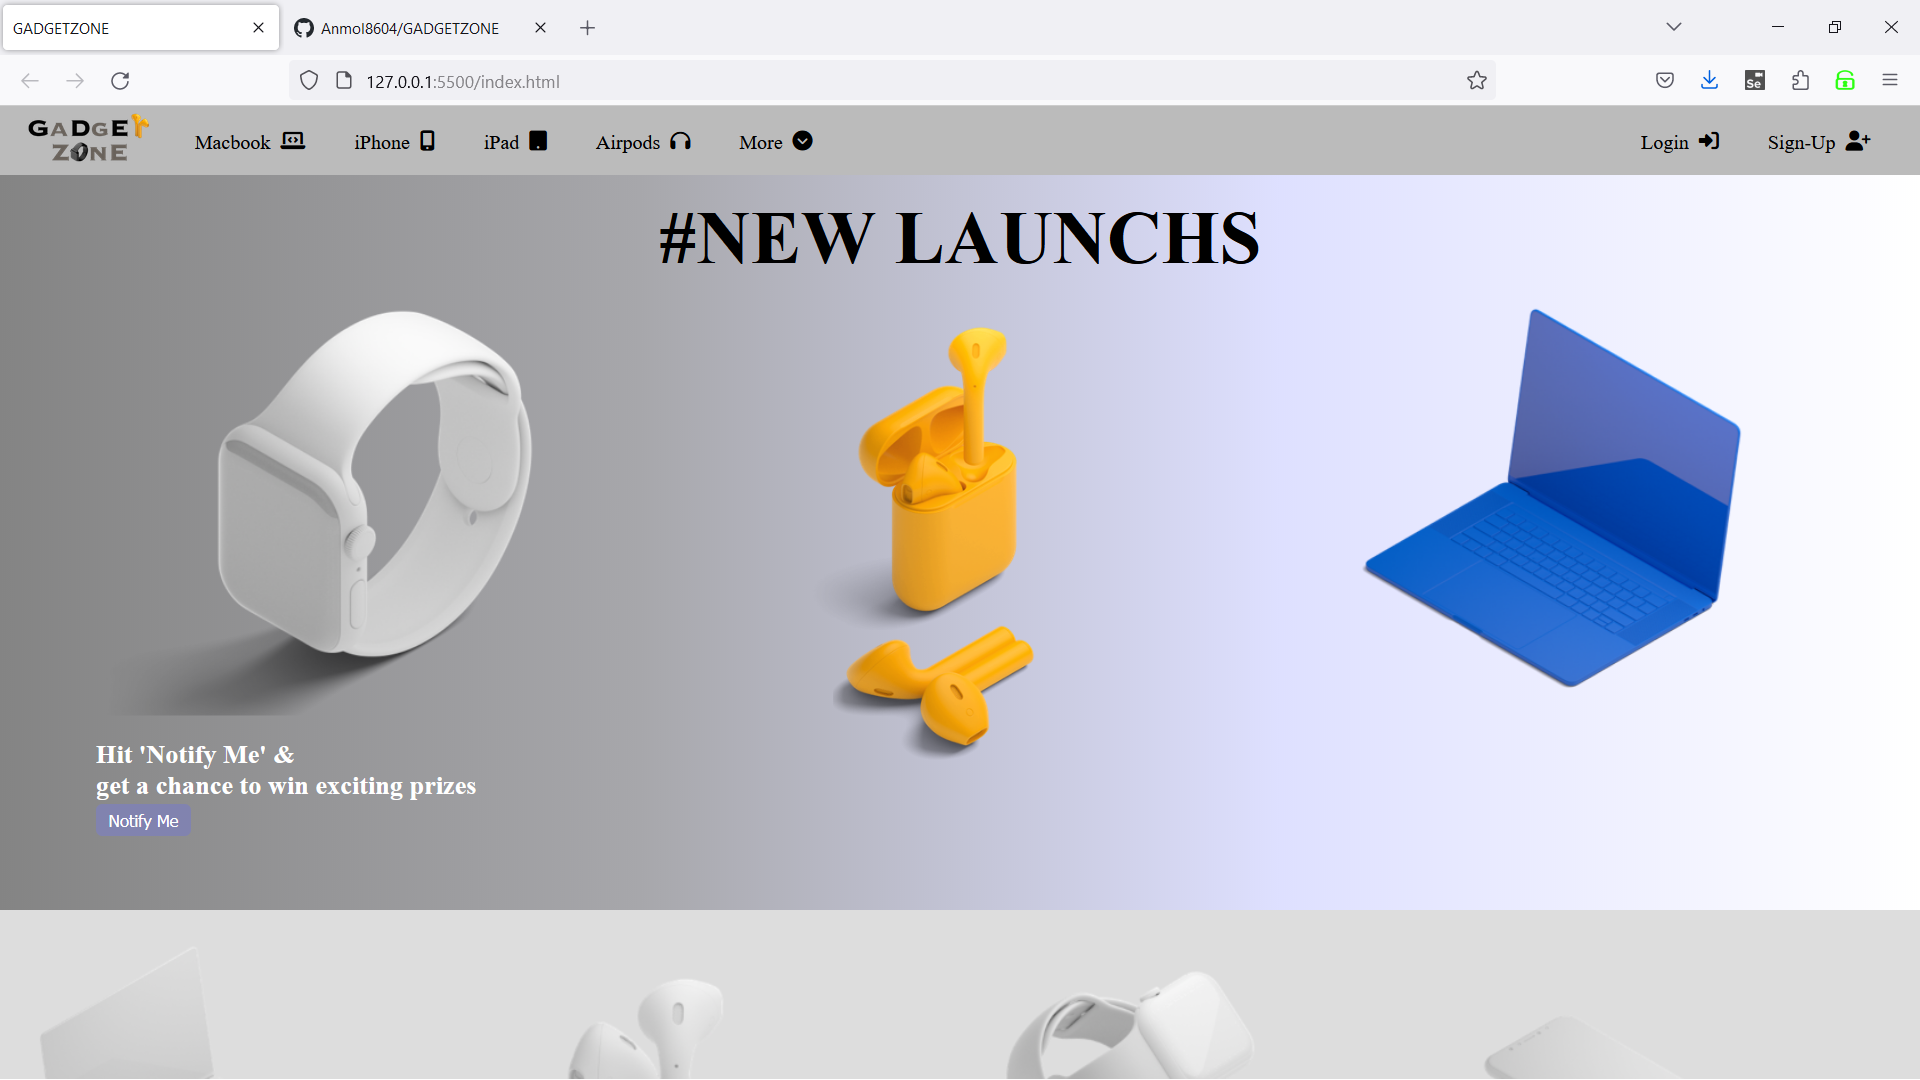 GADGETZONE
Anmol8604/GADGETZONE
127.0.0.1:5500/index.html
Se
GADGET
ZONE
Macbook
iPhone
iPad
Airpods
More
Login
Sign-Up
#NEW LAUNCHS
Hit 'Notify Me' &
get a chance to win exciting prizes
Notify Me